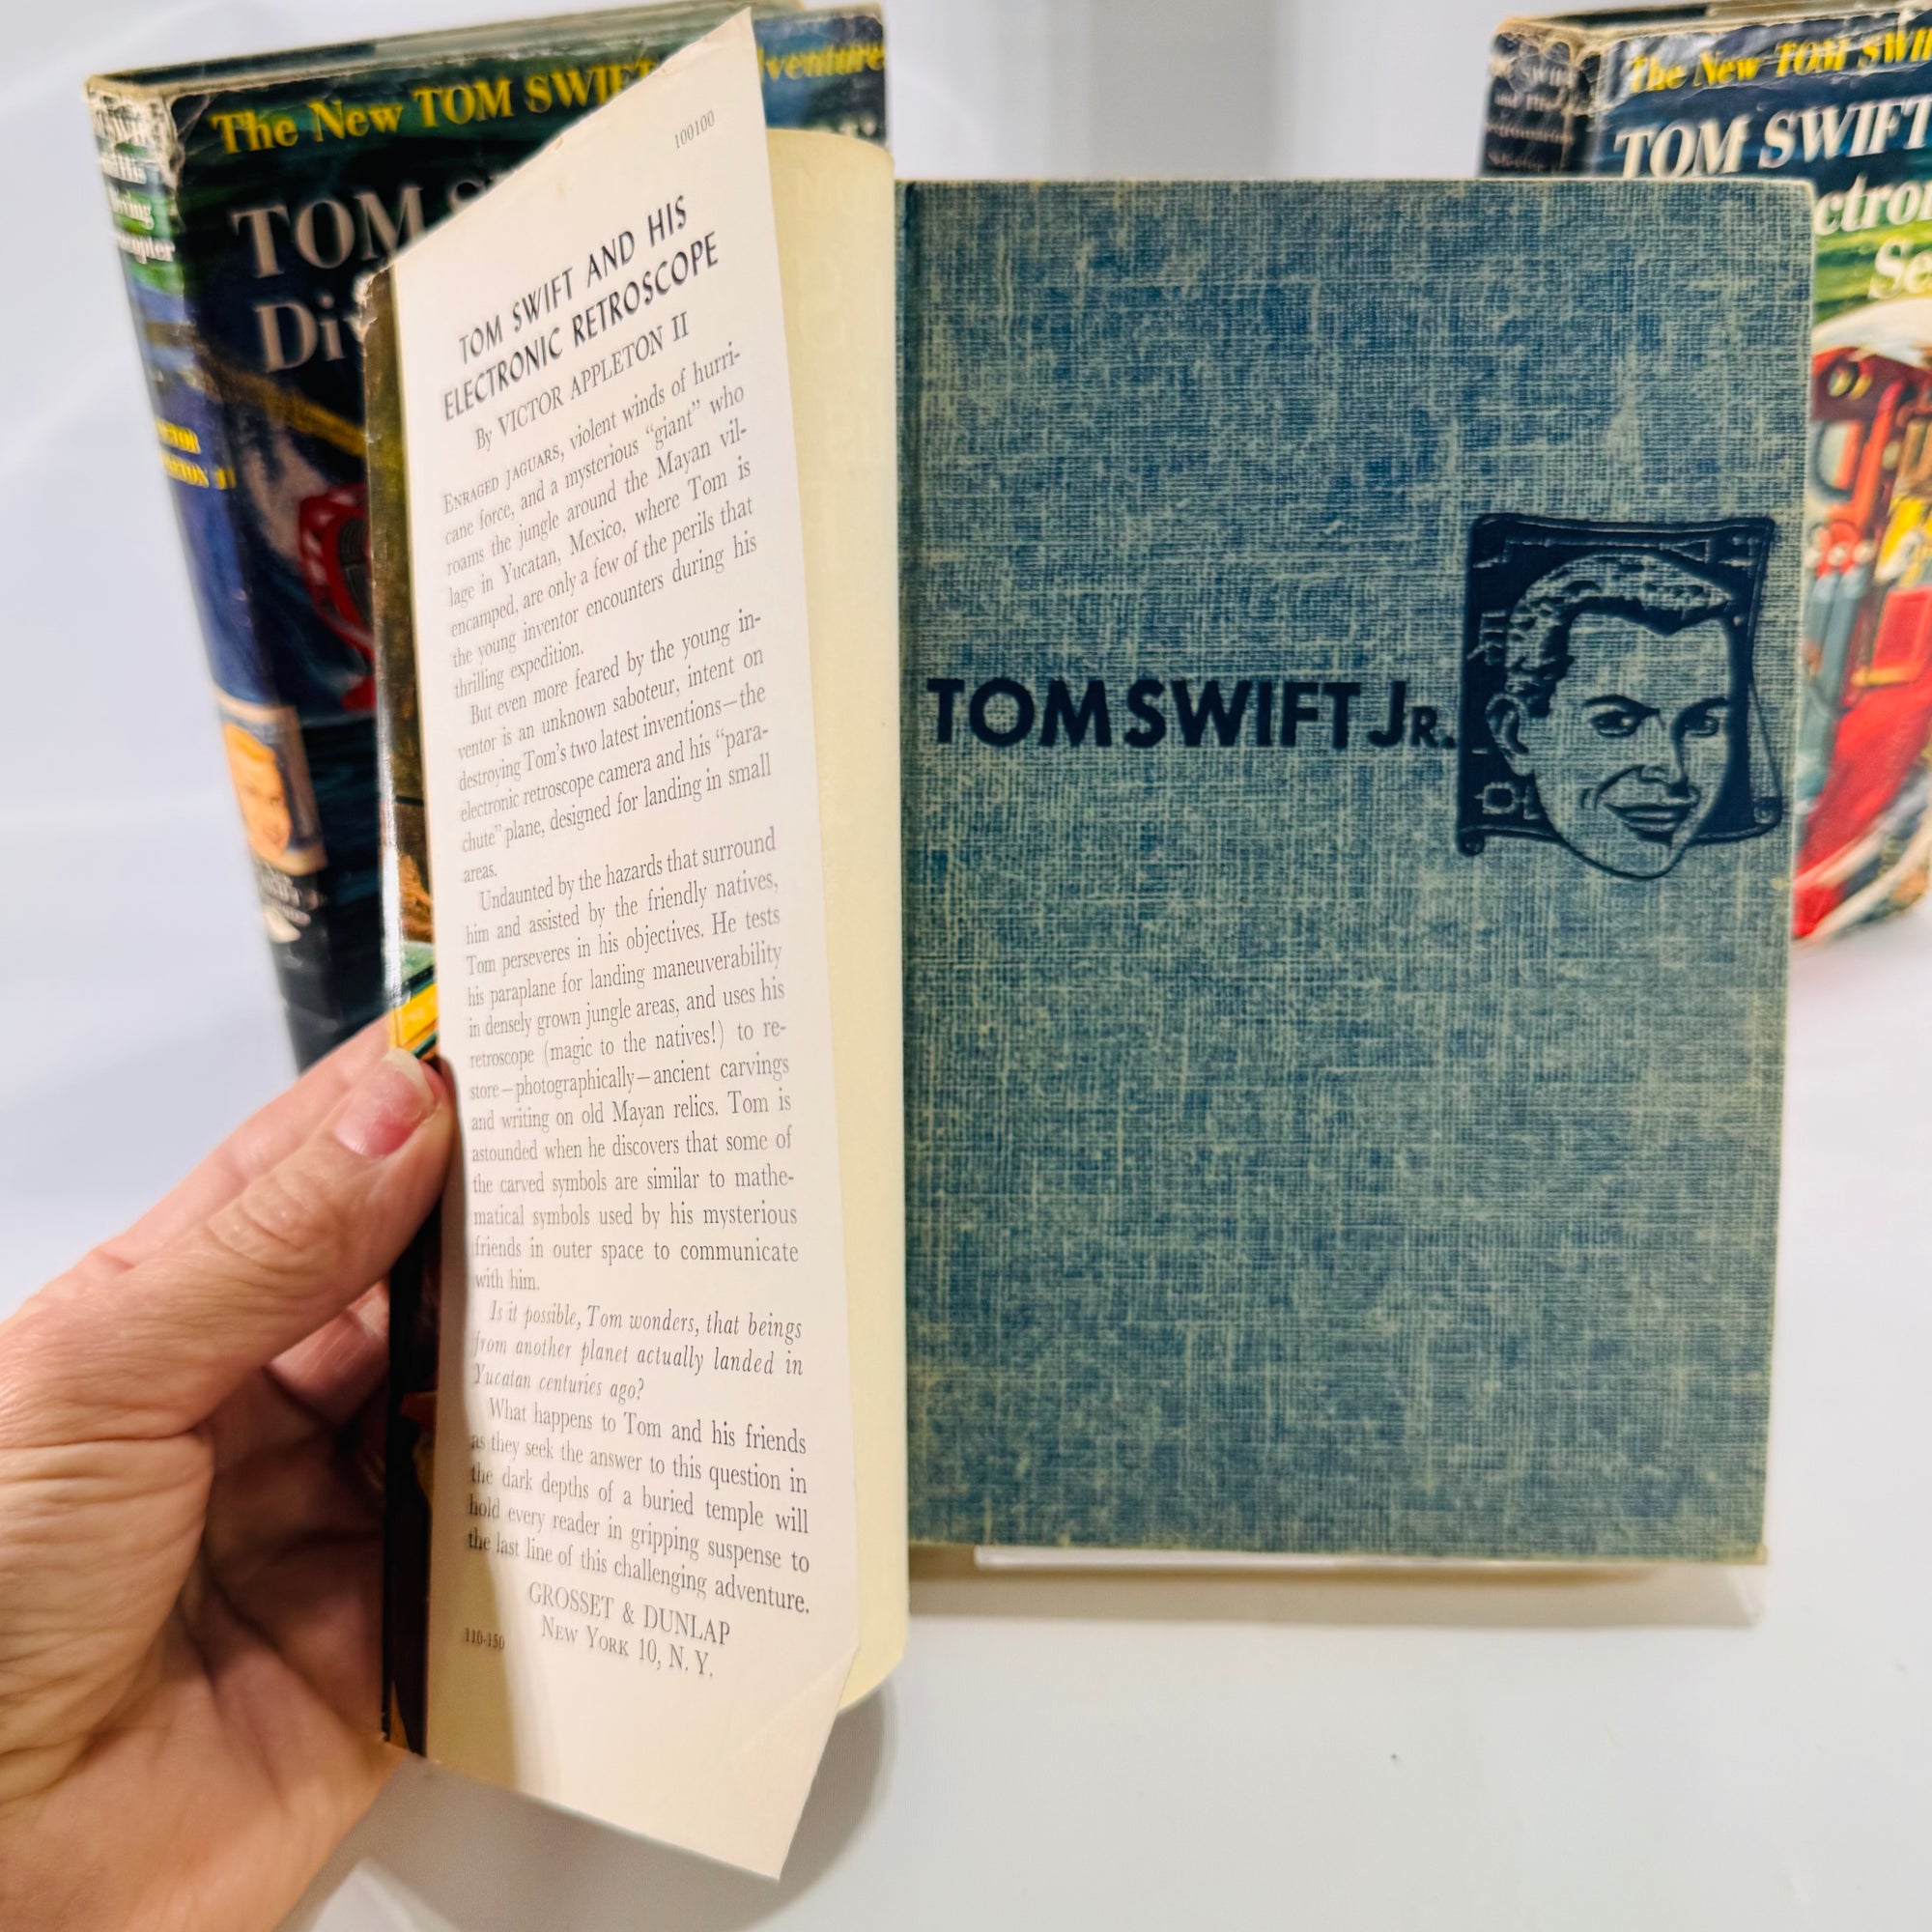 The New TOM SWIFT
TOM
Div
100100
TOM SWIFT AND HIS
ELECTRONIC RETROSCOPE
By VICTOR APPLETON II
ENRAGED JAGUARS, violent winds of hurri-
cane force, and a mysterious “giant” who
roams the jungle around the Mayan vil-
lage in Yucatan, Mexico, where Tom is
encamped, are only a few of the perils that
the young inventor encounters during his
thrilling expedition.
But even more feared by the young in-
ventor is an unknown saboteur, intent on
destroying Tom’s two latest inventions—the
electronic retroscope camera and his “para-
chute” plane, designed for landing in small
areas.
Undaunted by the hazards that surround
him and assisted by the friendly natives,
Tom perseveres in his objectives. He tests
his paraplane for landing maneuverability
in densely grown jungle areas, and uses his
retroscope (magic to the natives!) to re-
store—photographically—ancient carvings
and writing on old Mayan relics. Tom is
astounded when he discovers that some of
the carved symbols are similar to mathe-
matical symbols used by his mysterious
friends in outer space to communicate
with him.
Is it possible, Tom wonders, that beings
from another planet actually landed in
Yucatan centuries ago?
What happens to Tom and his friends
as they seek the answer to this question in
the dark depths of a buried temple will
hold every reader in gripping suspense to
the last line of this challenging adventure.
GROSSET & DUNLAP
110-150 NEW YORK 10, N. Y.
TOM SWIFT JR.
The New TOM SWIF
TOM SWIFT
ctron
Se